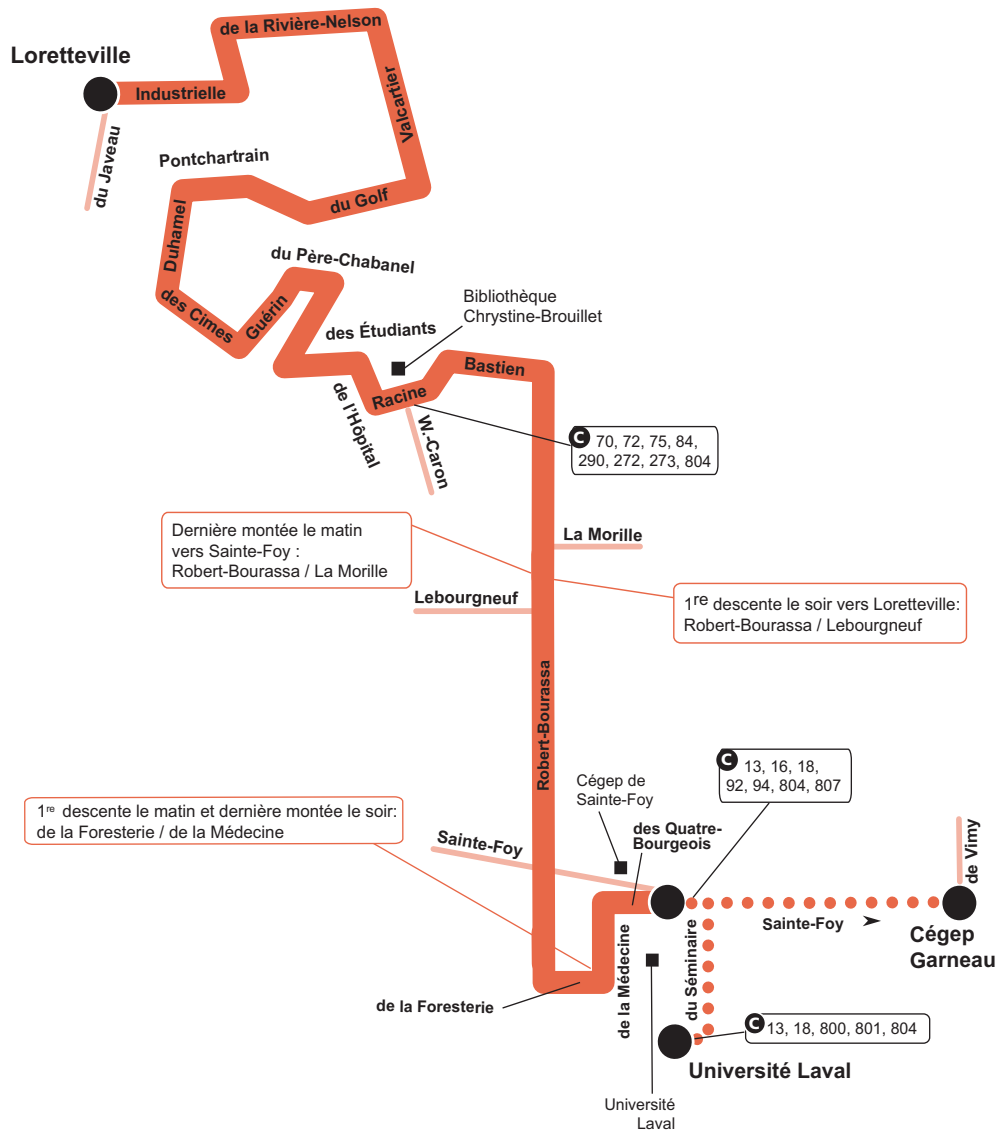 de la Rivière-Nelson
Loretteville
Industrielle
Valcartier
du Javeau
Pontchartrain
du Golf
Duhamel
des Cimes
Guérin
du Père-Chabanel
Bibliothèque
Chrystine-Brouillet
des Étudiants
Bastien
Racine
de l'Hôpital
W.-Caron
C 70, 72, 75, 84,
290, 272, 273, 804
Dernière montée le matin
vers Sainte-Foy :
Robert-Bourassa / La Morille
La Morille
Lebourgneuf
1re descente le soir vers Loretteville:
Robert-Bourassa / Lebourgneuf
Robert-Bourassa
C 13, 16, 18,
92, 94, 804, 807
Cégep de
Sainte-Foy
1re descente le matin et dernière montée le soir:
de la Foresterie / de la Médecine
Sainte-Foy
des Quatre-
Bourgeois
de Vimy
Sainte-Foy
Cégep
Garneau
de la Médecine
du Séminaire
de la Foresterie
C 13, 18, 800, 801, 804
Université Laval
Université
Laval